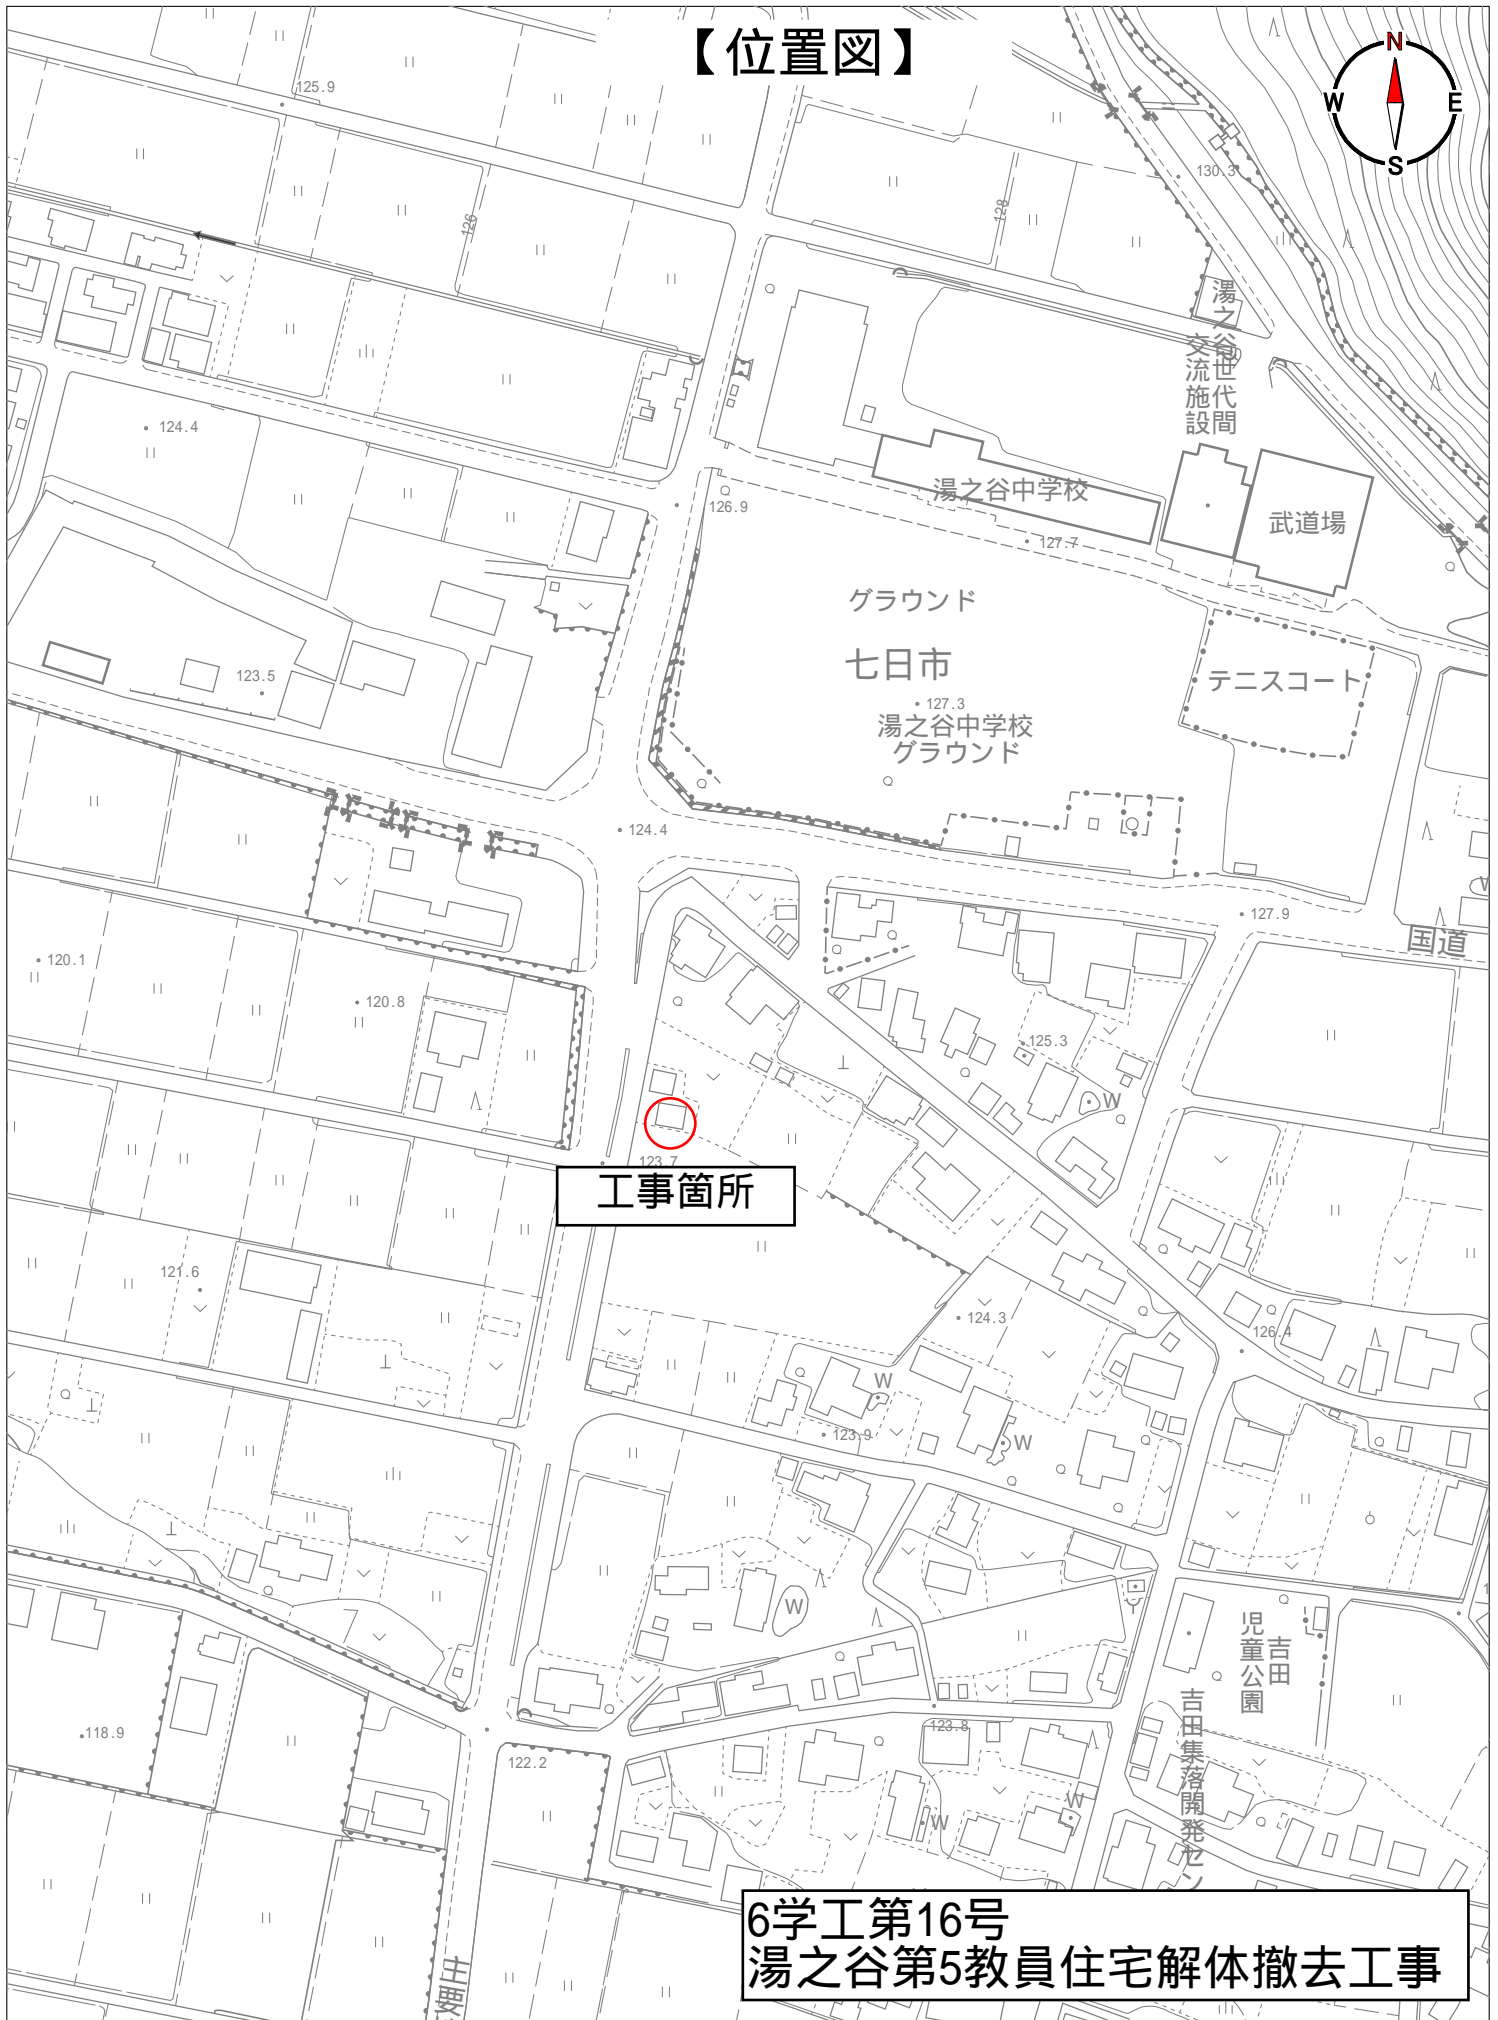 【位置図】
N
W
E
S
125.9
130.3
126
128
湯之谷世代間
交流施設
124.4
126.9
湯之谷中学校
武道場
127.7
グラウンド
七日市
テニスコート
123.5
127.3
湯之谷中学校
グラウンド
124.4
127.9
国道
120.1
120.8
125.3
W
123.7
工事箇所
121.6
124.3
126.4
W
123.9
W
W
児童公園
吉田
吉田集落開発セン
118.9
122.2
123.8
W
W
主要
6学工第16号
湯之谷第5教員住宅解体撤去工事